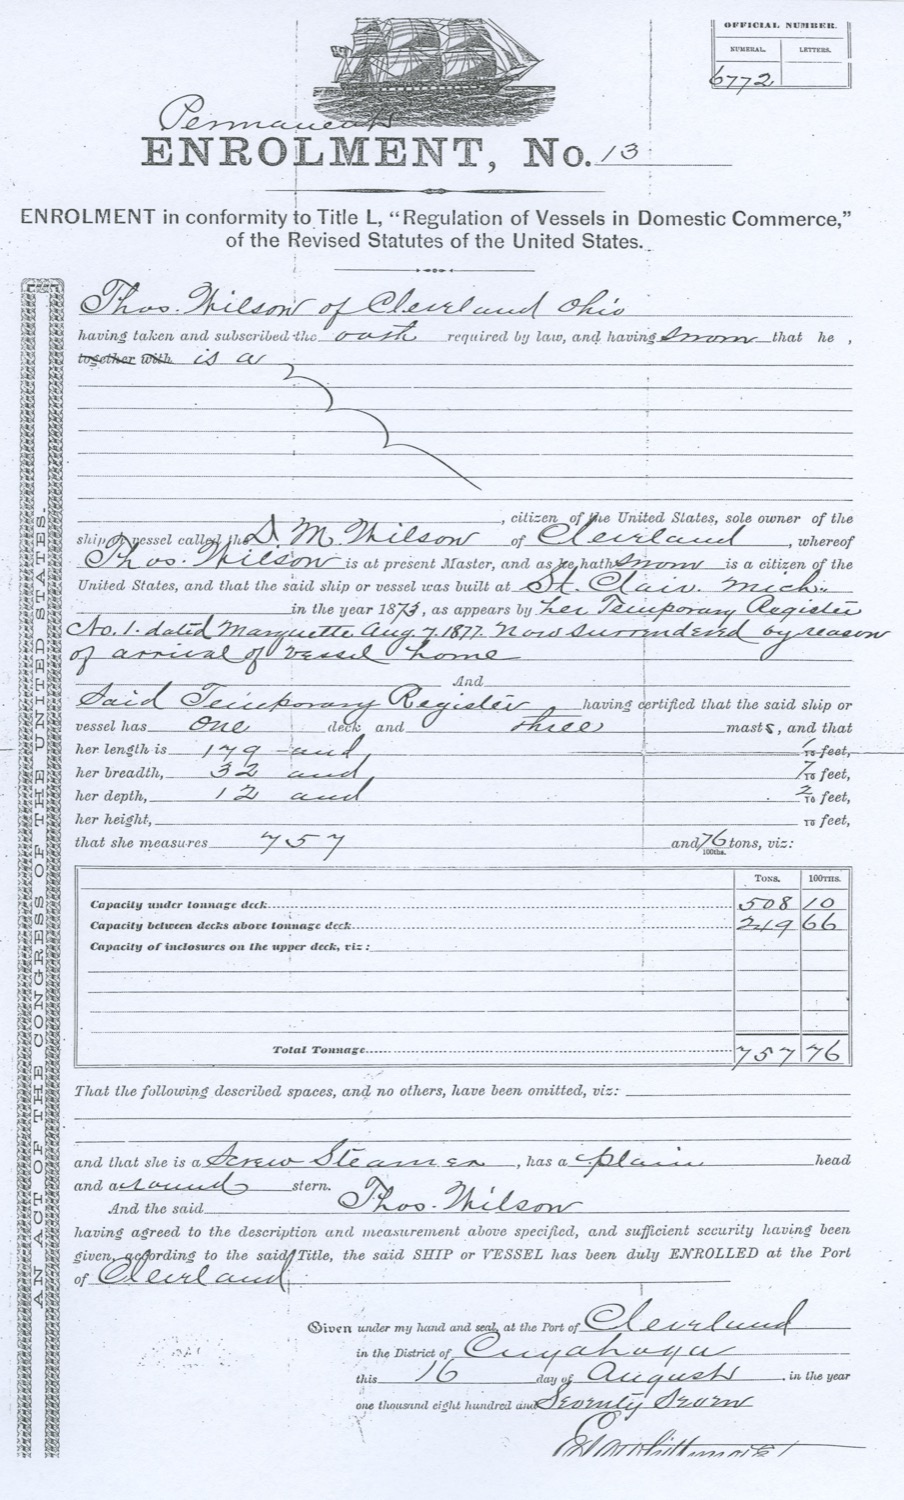 OFFICIAL NUMBER.
NUMERAL. LETTERS.
6772
Permanent
ENROLMENT, No. 13
ENROLMENT in conformity to Title L, “Regulation of Vessels in Domestic Commerce,”
of the Revised Statutes of the United States.
AN ACT OF THE CONGRESS OF THE UNITED STATES.
Thos. Wilson of Cleveland Ohio
having taken and subscribed the oath required by law, and having sworn that he ,
together with is a
, citizen of the United States, sole owner of the
ship or vessel called the D M Wilson of Cleveland , whereof
Thos. Wilson is at present Master, and as he hath sworn is a citizen of the
United States, and that the said ship or vessel was built at St. Clair. Mich.
in the year 1873, as appears by her Temporary Register
No. 1. dated Marquette Aug. 7. 1877. Now surrendered by reason
of arrival of vessel home
And
Said Temporary Register having certified that the said ship or
vessel has one deck and three masts, and that
her length is 179 and 1/10 feet,
her breadth, 32 and 7/10 feet,
her depth, 12 and 2/10 feet,
her height, 10 feet,
that she measures 757 and 76 100ths. tons, viz:
TONS. 100THS.
Capacity under tonnage deck 508 10
Capacity between decks above tonnage deck 249 66
Capacity of inclosures on the upper deck, viz:
Total Tonnage 757 76
That the following described spaces, and no others, have been omitted, viz:
and that she is a Screw Steamer , has a plain head
and a round stern.
And the said Thos. Wilson
having agreed to the description and measurement above specified, and sufficient security having been
given, according to the said Title, the said SHIP or VESSEL has been duly ENROLLED at the Port
of Cleveland
Given under my hand and seal, at the Port of Cleveland
in the District of Cuyahoga
this 16 day of August , in the year
one thousand eight hundred and Seventy Seven